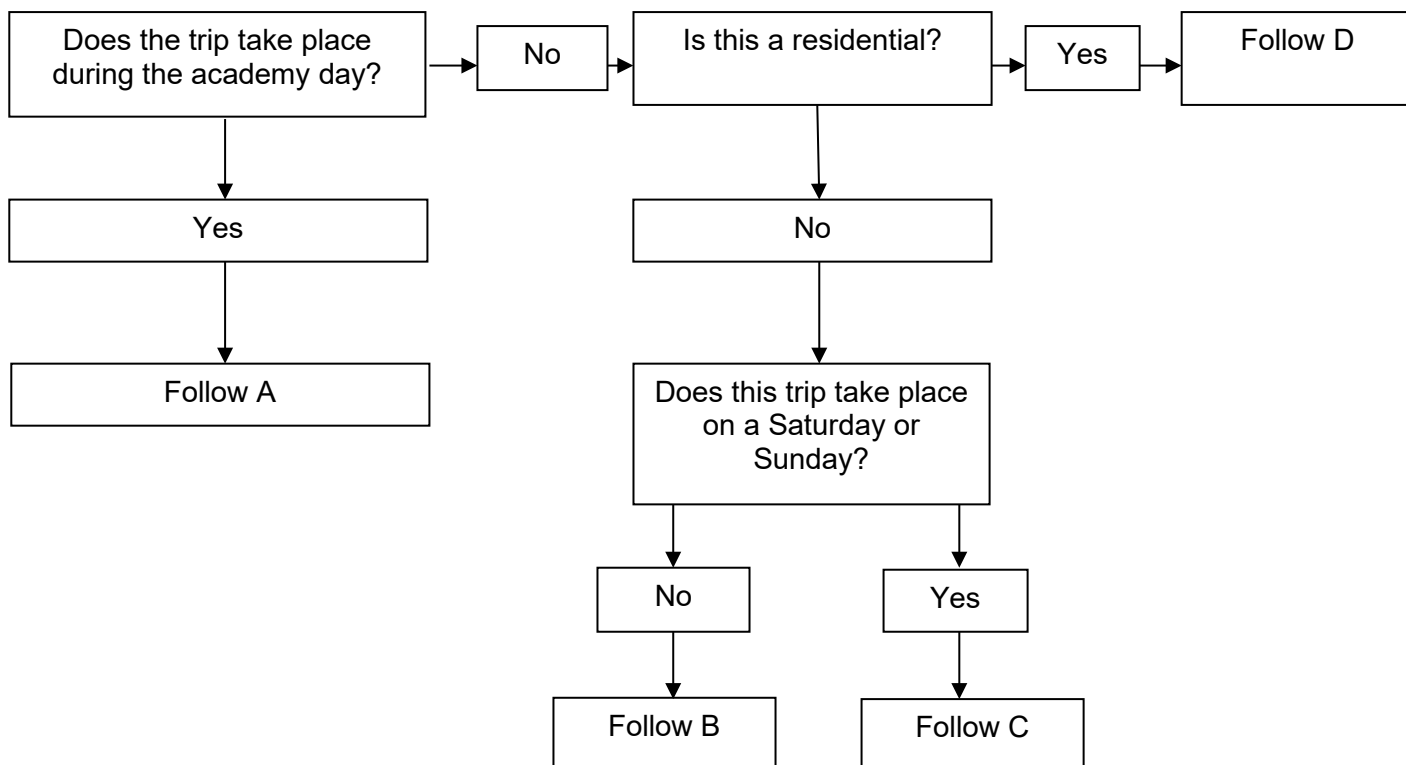 Does the trip take place
during the academy day?
No
Is this a residential?
Yes
Follow D
Yes
No
Follow A
Does this trip take place
on a Saturday or
Sunday?
No
Yes
Follow B
Follow C